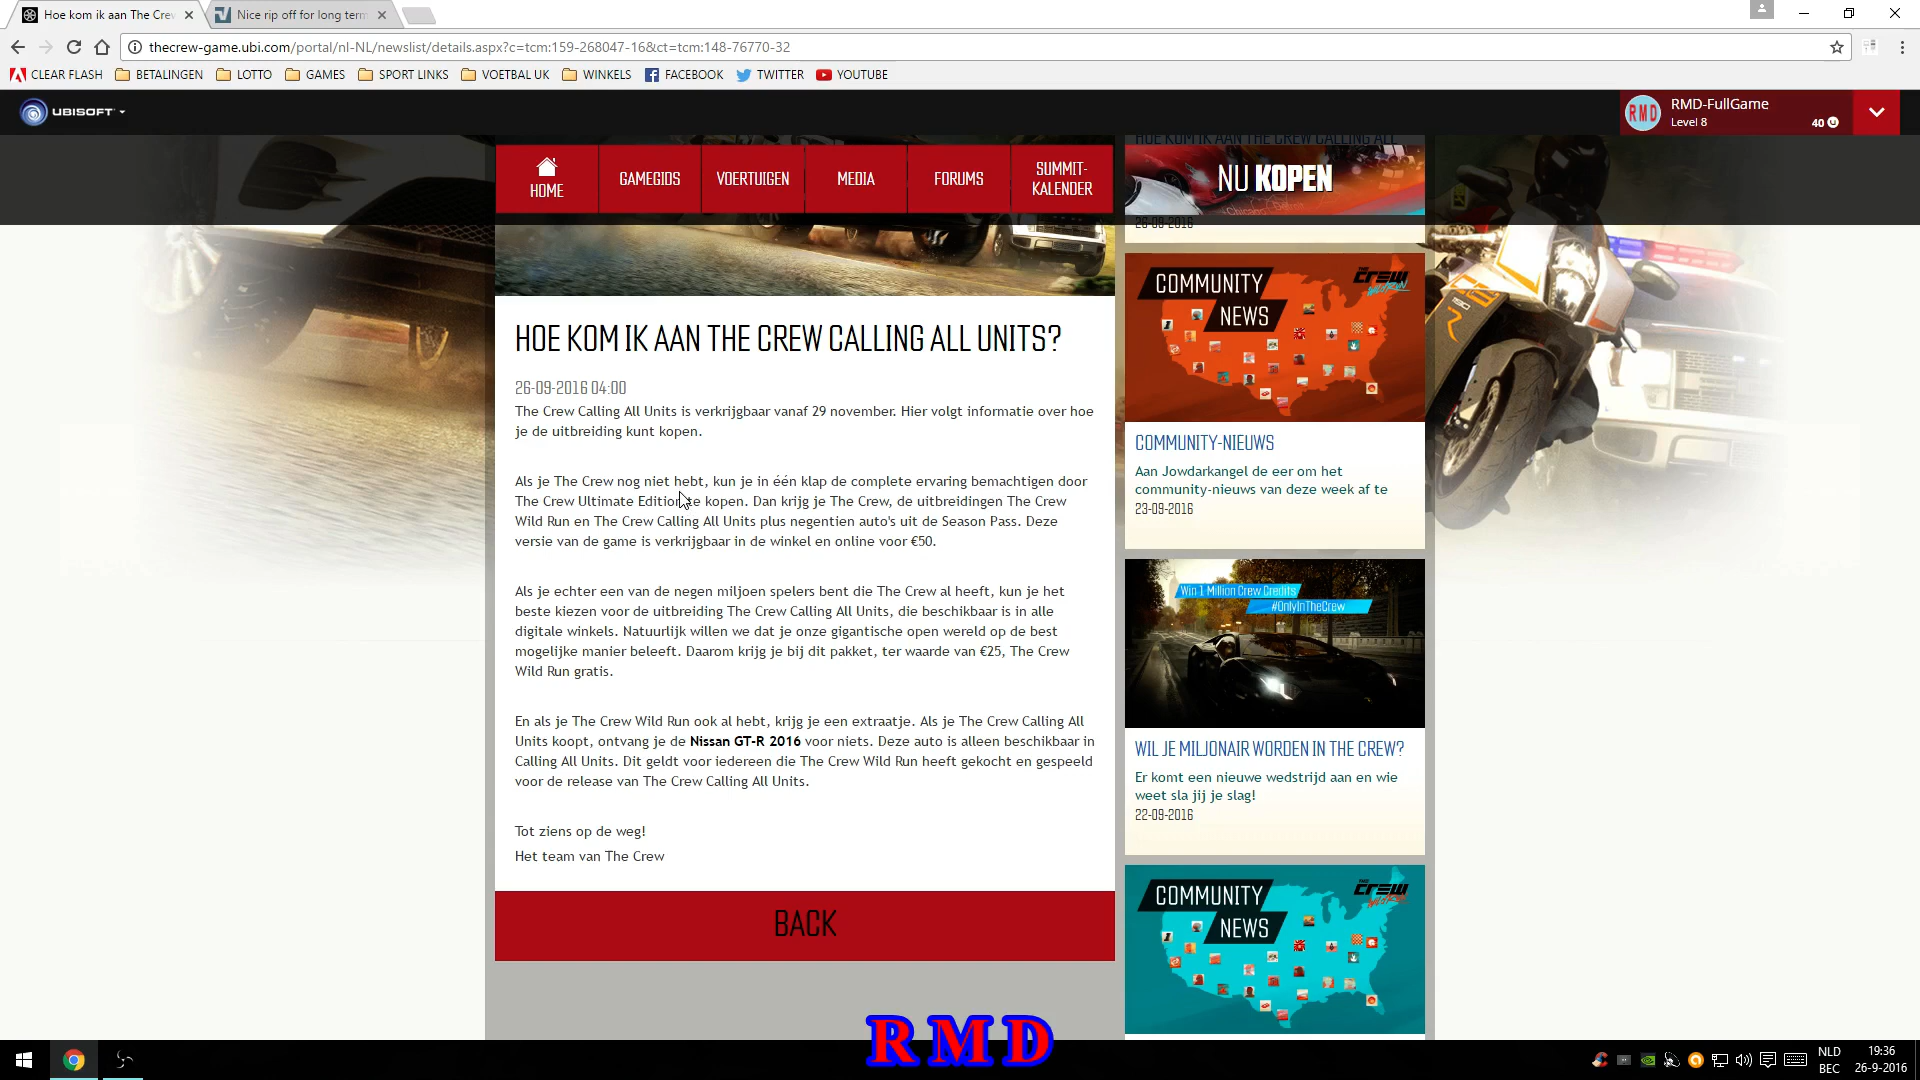 Hoe kom ik aan The Crew
Nice rip off for long term
thecrew-game.ubi.com/portal/nl-NL/newslist/details.aspx?c=tcm:159-268047-16&ct=tcm:148-76770-32
CLEAR FLASH BETALINGEN LOTTO GAMES SPORT LINKS VOETBAL UK WINKELS FACEBOOK TWITTER YOUTUBE
UBISOFT
RMD
RMD-FullGame
Level 8
40
HOME
GAMEGIDS
VOERTUIGEN
MEDIA
FORUMS
SUMMIT-
KALENDER
HOE KOM IK AAN THE CREW CALLING ALL UNITS?
26-09-2016 04:00
The Crew Calling All Units is verkrijgbaar vanaf 29 november. Hier volgt informatie over hoe
je de uitbreiding kunt kopen.
Als je The Crew nog niet hebt, kun je in één klap de complete ervaring bemachtigen door
The Crew Ultimate Edition te kopen. Dan krijg je The Crew, de uitbreidingen The Crew
Wild Run en The Crew Calling All Units plus negentien auto's uit de Season Pass. Deze
versie van de game is verkrijgbaar in de winkel en online voor €50.
Als je echter een van de negen miljoen spelers bent die The Crew al heeft, kun je het
beste kiezen voor de uitbreiding The Crew Calling All Units, die beschikbaar is in alle
digitale winkels. Natuurlijk willen we dat je onze gigantische open wereld op de best
mogelijke manier beleeft. Daarom krijg je bij dit pakket, ter waarde van €25, The Crew
Wild Run gratis.
En als je The Crew Wild Run ook al hebt, krijg je een extraatje. Als je The Crew Calling All
Units koopt, ontvang je de Nissan GT-R 2016 voor niets. Deze auto is alleen beschikbaar in
Calling All Units. Dit geldt voor iedereen die The Crew Wild Run heeft gekocht en gespeeld
voor de release van The Crew Calling All Units.
Tot ziens op de weg!
Het team van The Crew
BACK
HOE KOM IK AAN THE CREW CALLING ALL
NU KOPEN
26-09-2016
COMMUNITY
NEWS
THE CREW
WILD RUN
COMMUNITY-NIEUWS
Aan Jowdarkangel de eer om het
community-nieuws van deze week af te
23-09-2016
Win 1 Million Crew Credits
#OnlyInTheCrew
WIL JE MILJONAIR WORDEN IN THE CREW?
Er komt een nieuwe wedstrijd aan en wie
weet sla jij je slag!
22-09-2016
COMMUNITY
NEWS
THE CREW
WILD RUN
RMD
NLD
BEC
19:36
26-9-2016